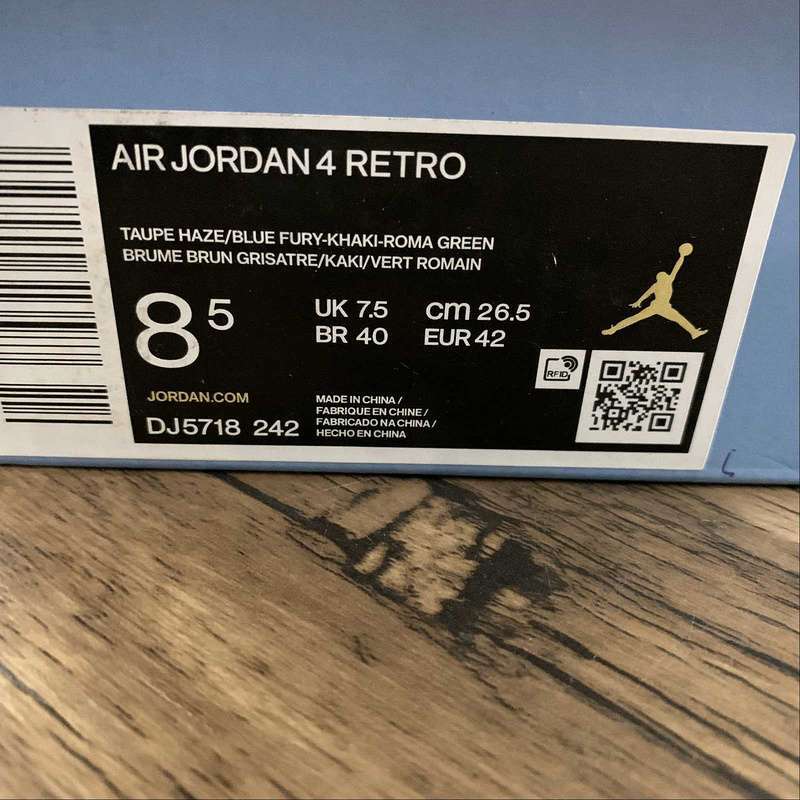 AIR JORDAN 4 RETRO
TAUPE HAZE/BLUE FURY-KHAKI-ROMA GREEN
BRUME BRUN GRISATRE/KAKI/VERT ROMAIN
8 5
UK 7.5 cm 26.5
BR 40 EUR 42
RFID
JORDAN.COM
DJ5718 242
MADE IN CHINA /
FABRIQUE EN CHINE /
FABRICADO NA CHINA /
HECHO EN CHINA